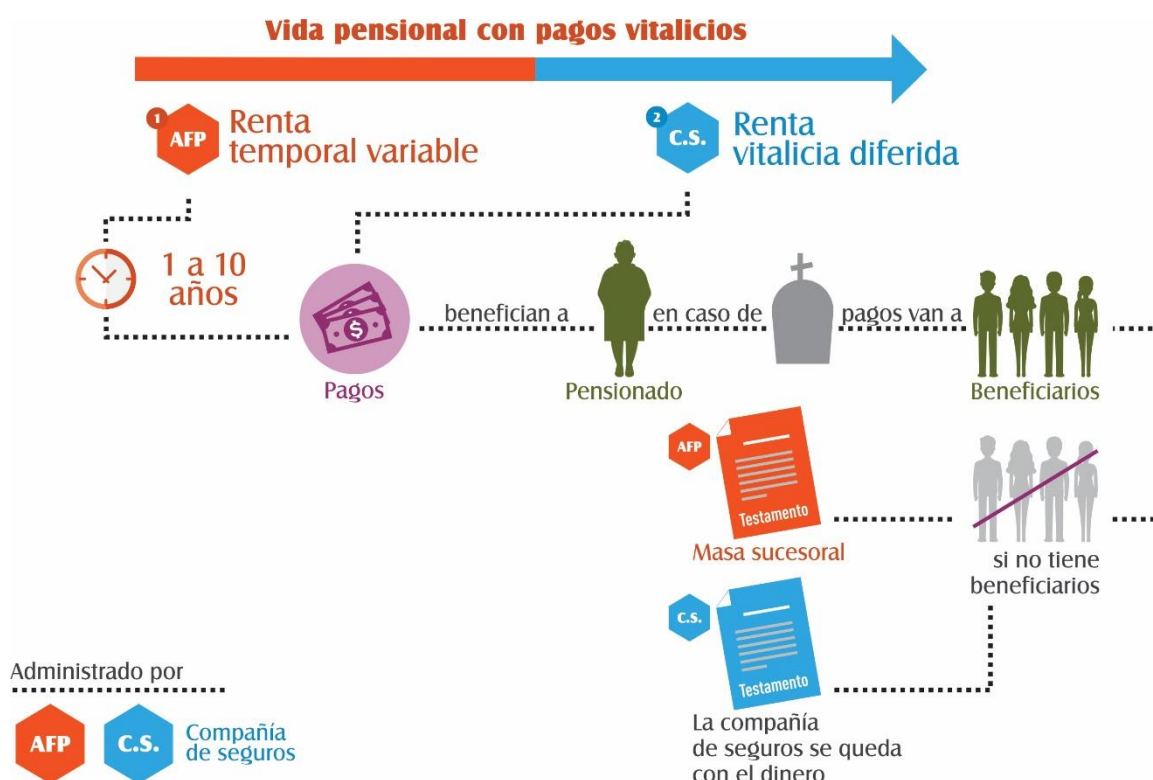 Vida pensional con pagos vitalicios
1
AFP
Renta
temporal variable
2
C.S.
Renta
vitalicia diferida
1 a 10
años
$
Pagos
benefician a
Pensionado
en caso de
pagos van a
Beneficiarios
AFP
Testamento
Masa sucesoral
si no tiene
beneficiarios
C.S.
Testamento
La compañía
de seguros se queda
con el dinero
Administrado por
AFP
C.S.
Compañía
de seguros